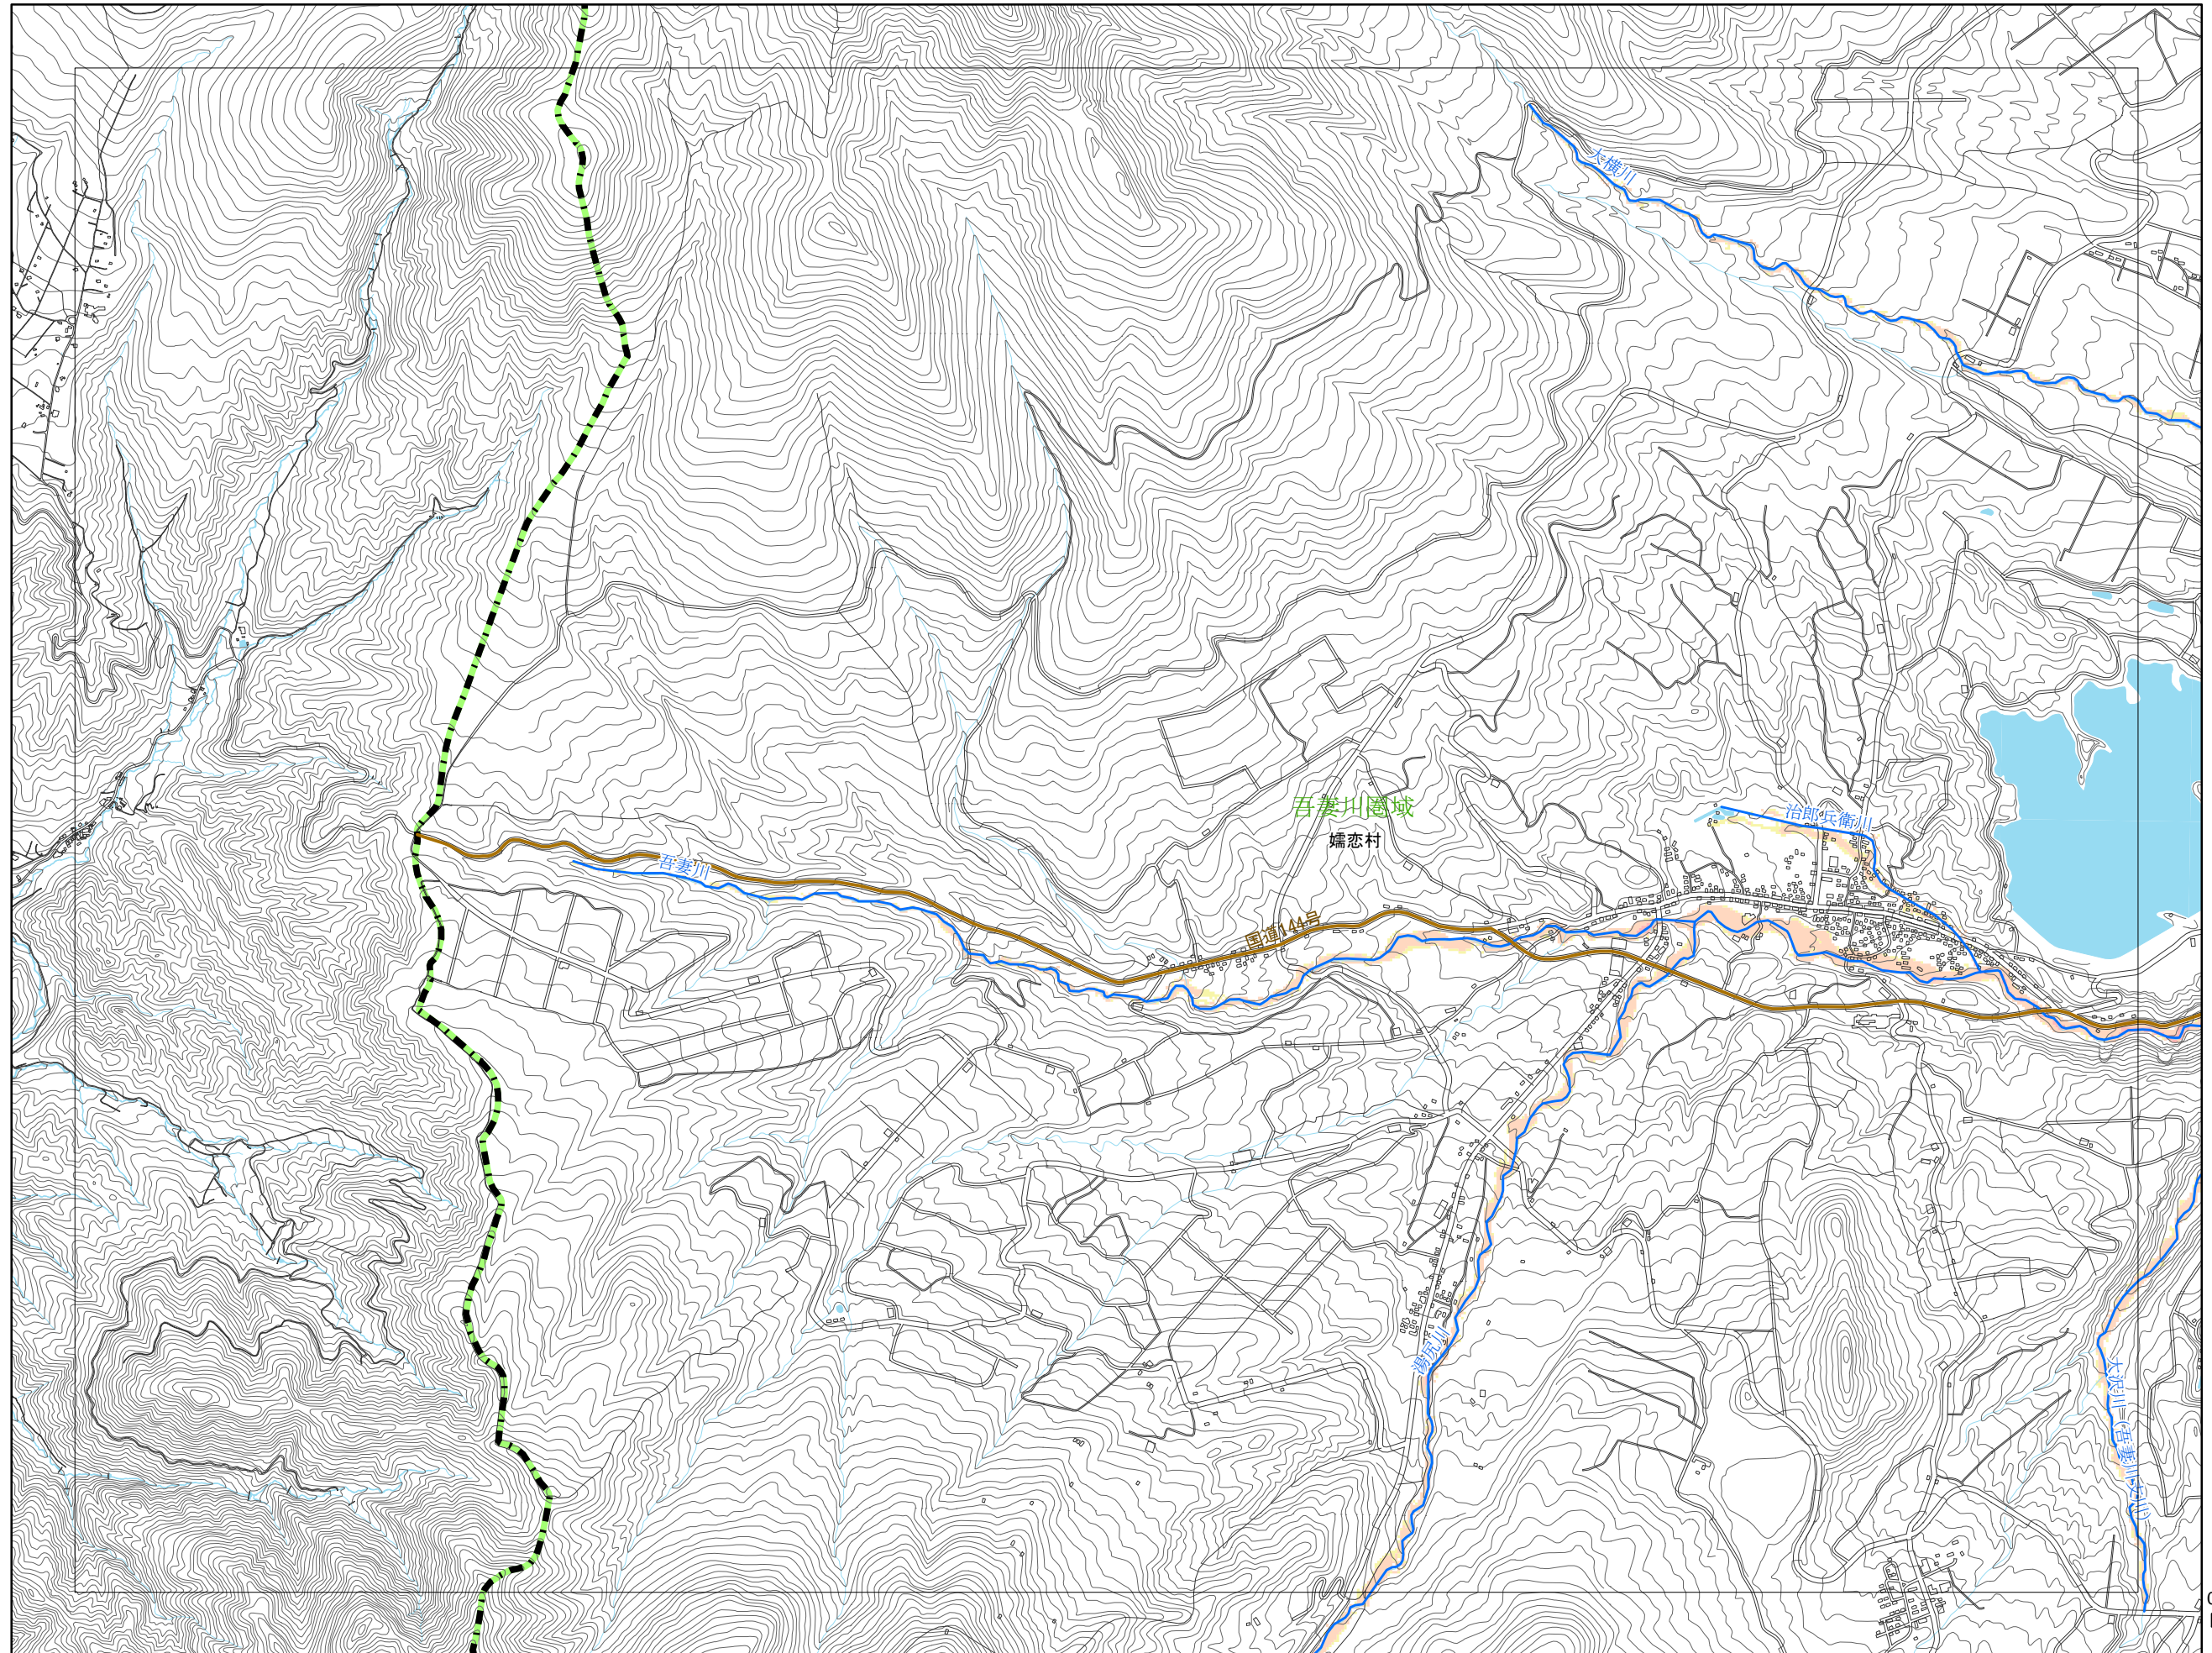 大横川
吾妻川圏域
嬬恋村
治郎兵衛川
吾妻川
国道144号
湯尻川
大沢川（吾妻川支川）